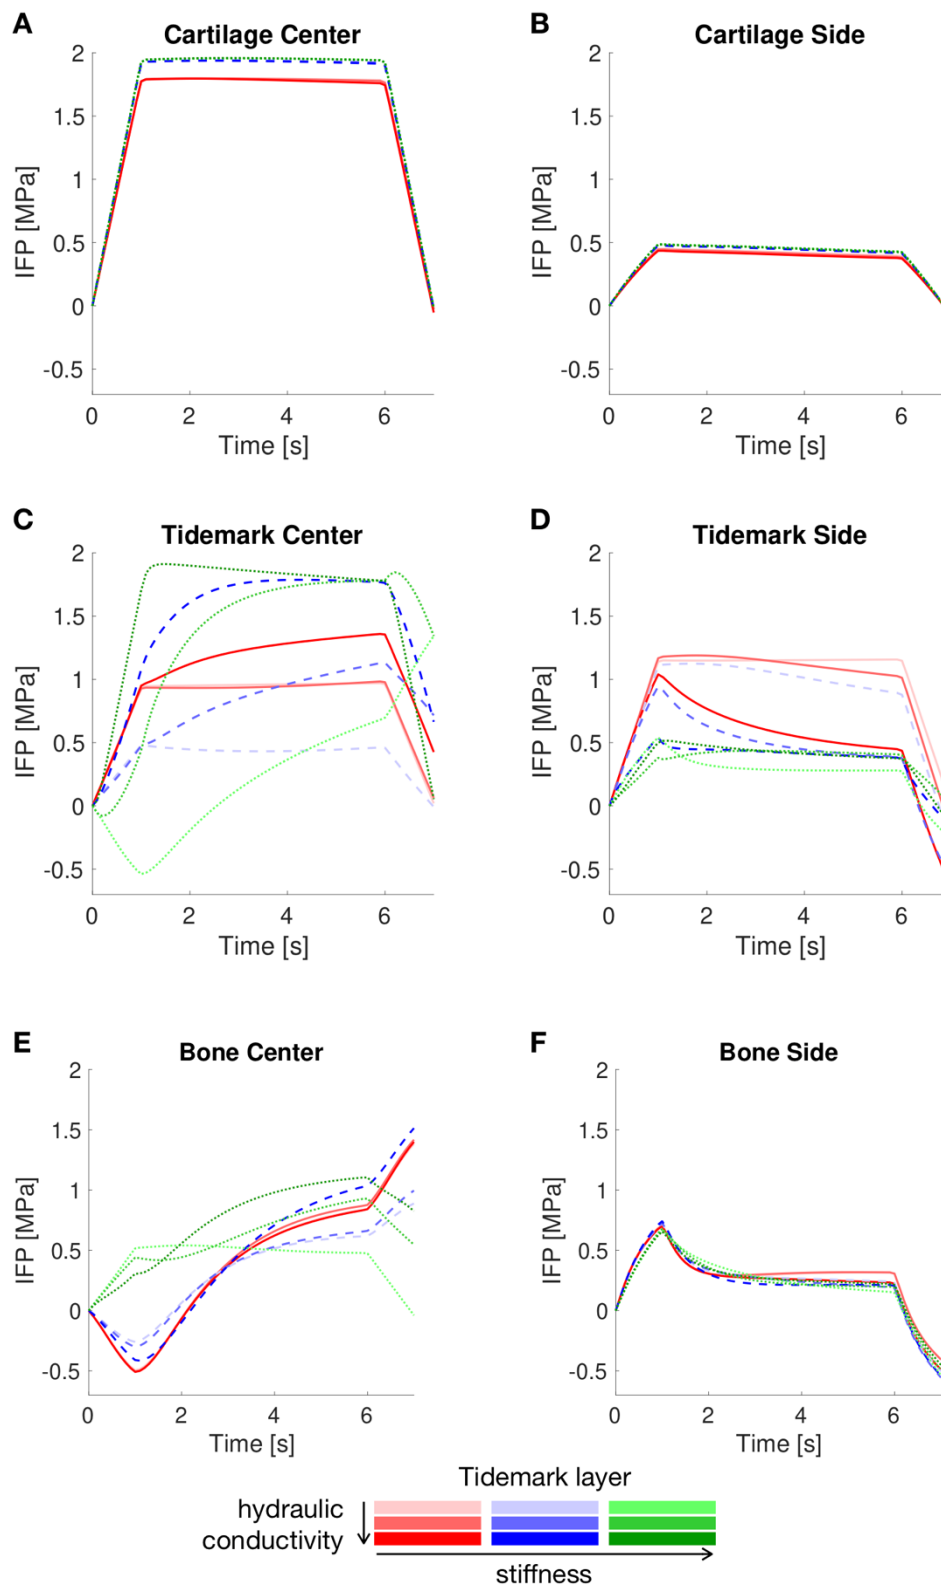 A
Cartilage Center
IFP [MPa]
2
1.5
1
0.5
0
-0.5
0 2 4 6
Time [s]
B
Cartilage Side
IFP [MPa]
2
1.5
1
0.5
0
-0.5
0 2 4 6
Time [s]
C
Tidemark Center
IFP [MPa]
2
1.5
1
0.5
0
-0.5
0 2 4 6
Time [s]
D
Tidemark Side
IFP [MPa]
2
1.5
1
0.5
0
-0.5
0 2 4 6
Time [s]
E
Bone Center
IFP [MPa]
2
1.5
1
0.5
0
-0.5
0 2 4 6
Time [s]
F
Bone Side
IFP [MPa]
2
1.5
1
0.5
0
-0.5
0 2 4 6
Time [s]
Tidemark layer
hydraulic
conductivity
stiffness